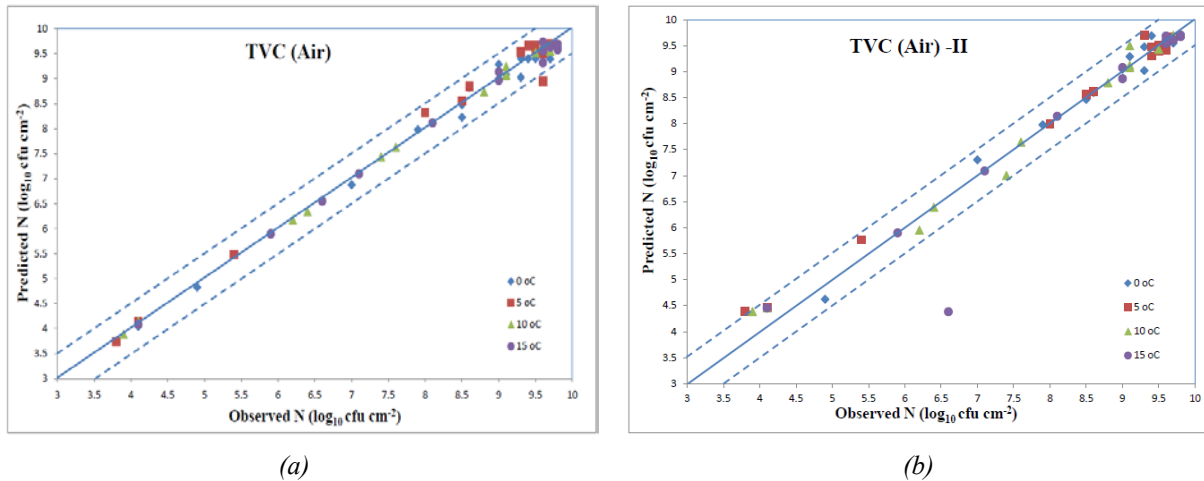 TVC (Air)
Predicted N (log10 cfu cm-2)
10
9.5
9
8.5
8
7.5
7
6.5
6
5.5
5
4.5
4
3.5
3
0 oC
5 oC
10 oC
15 oC
3 3.5 4 4.5 5 5.5 6 6.5 7 7.5 8 8.5 9 9.5 10
Observed N (log10 cfu cm-2)
(a)
TVC (Air) -II
Predicted N (log10 cfu cm-2)
10
9.5
9
8.5
8
7.5
7
6.5
6
5.5
5
4.5
4
3.5
3
0 oC
5 oC
10 oC
15 oC
3 3.5 4 4.5 5 5.5 6 6.5 7 7.5 8 8.5 9 9.5 10
Observed N (log10 cfu cm-2)
(b)